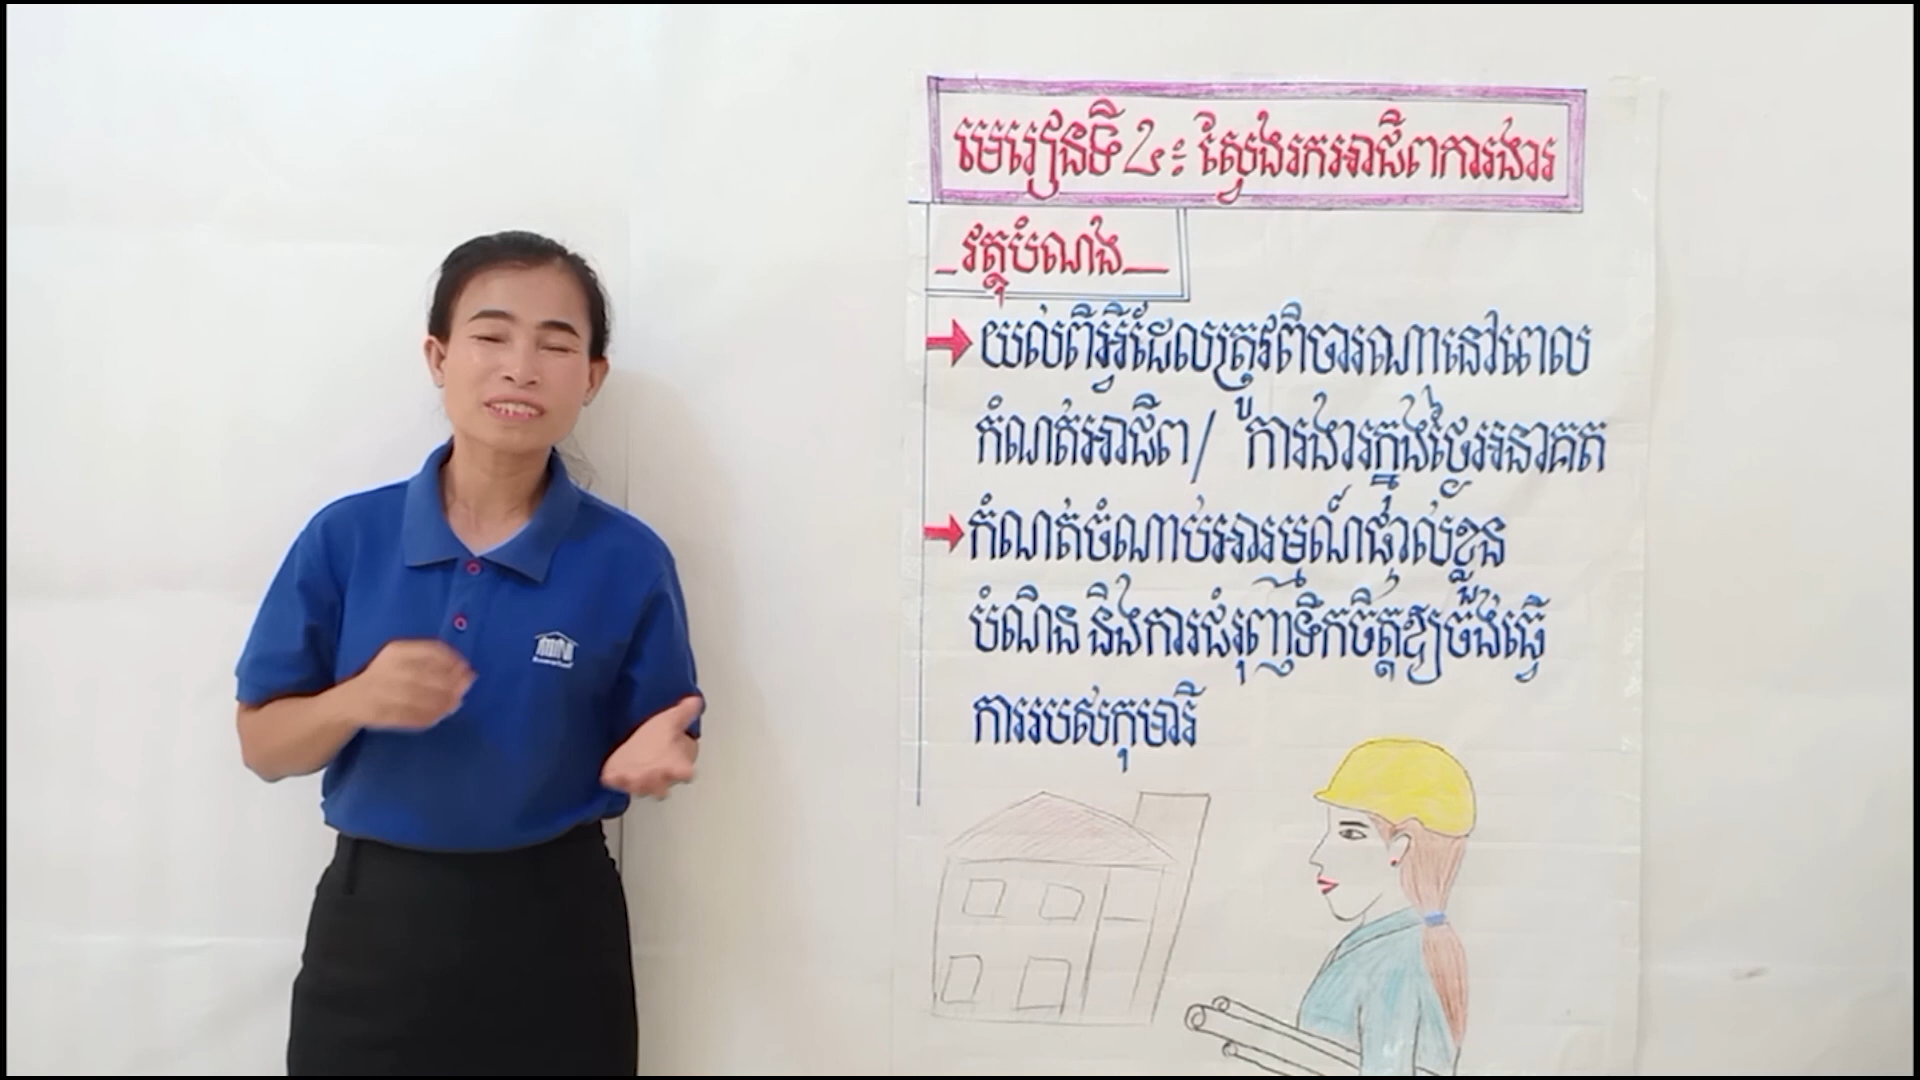 មេរៀនទី៤៖ ស្វែងរកអាជីពការងារ
វត្ថុបំណង
យល់ពីអ្វីដែលត្រូវពិចារណានៅពេល
កំណត់អាជីព/ ការងារក្នុងថ្ងៃអនាគត
កំណត់ចំណាប់អារម្មណ៍ផ្ទាល់ខ្លួន
បំណិន និងការជំរុញទឹកចិត្តឱ្យចង់ធ្វើ
ការរបស់កុមារី